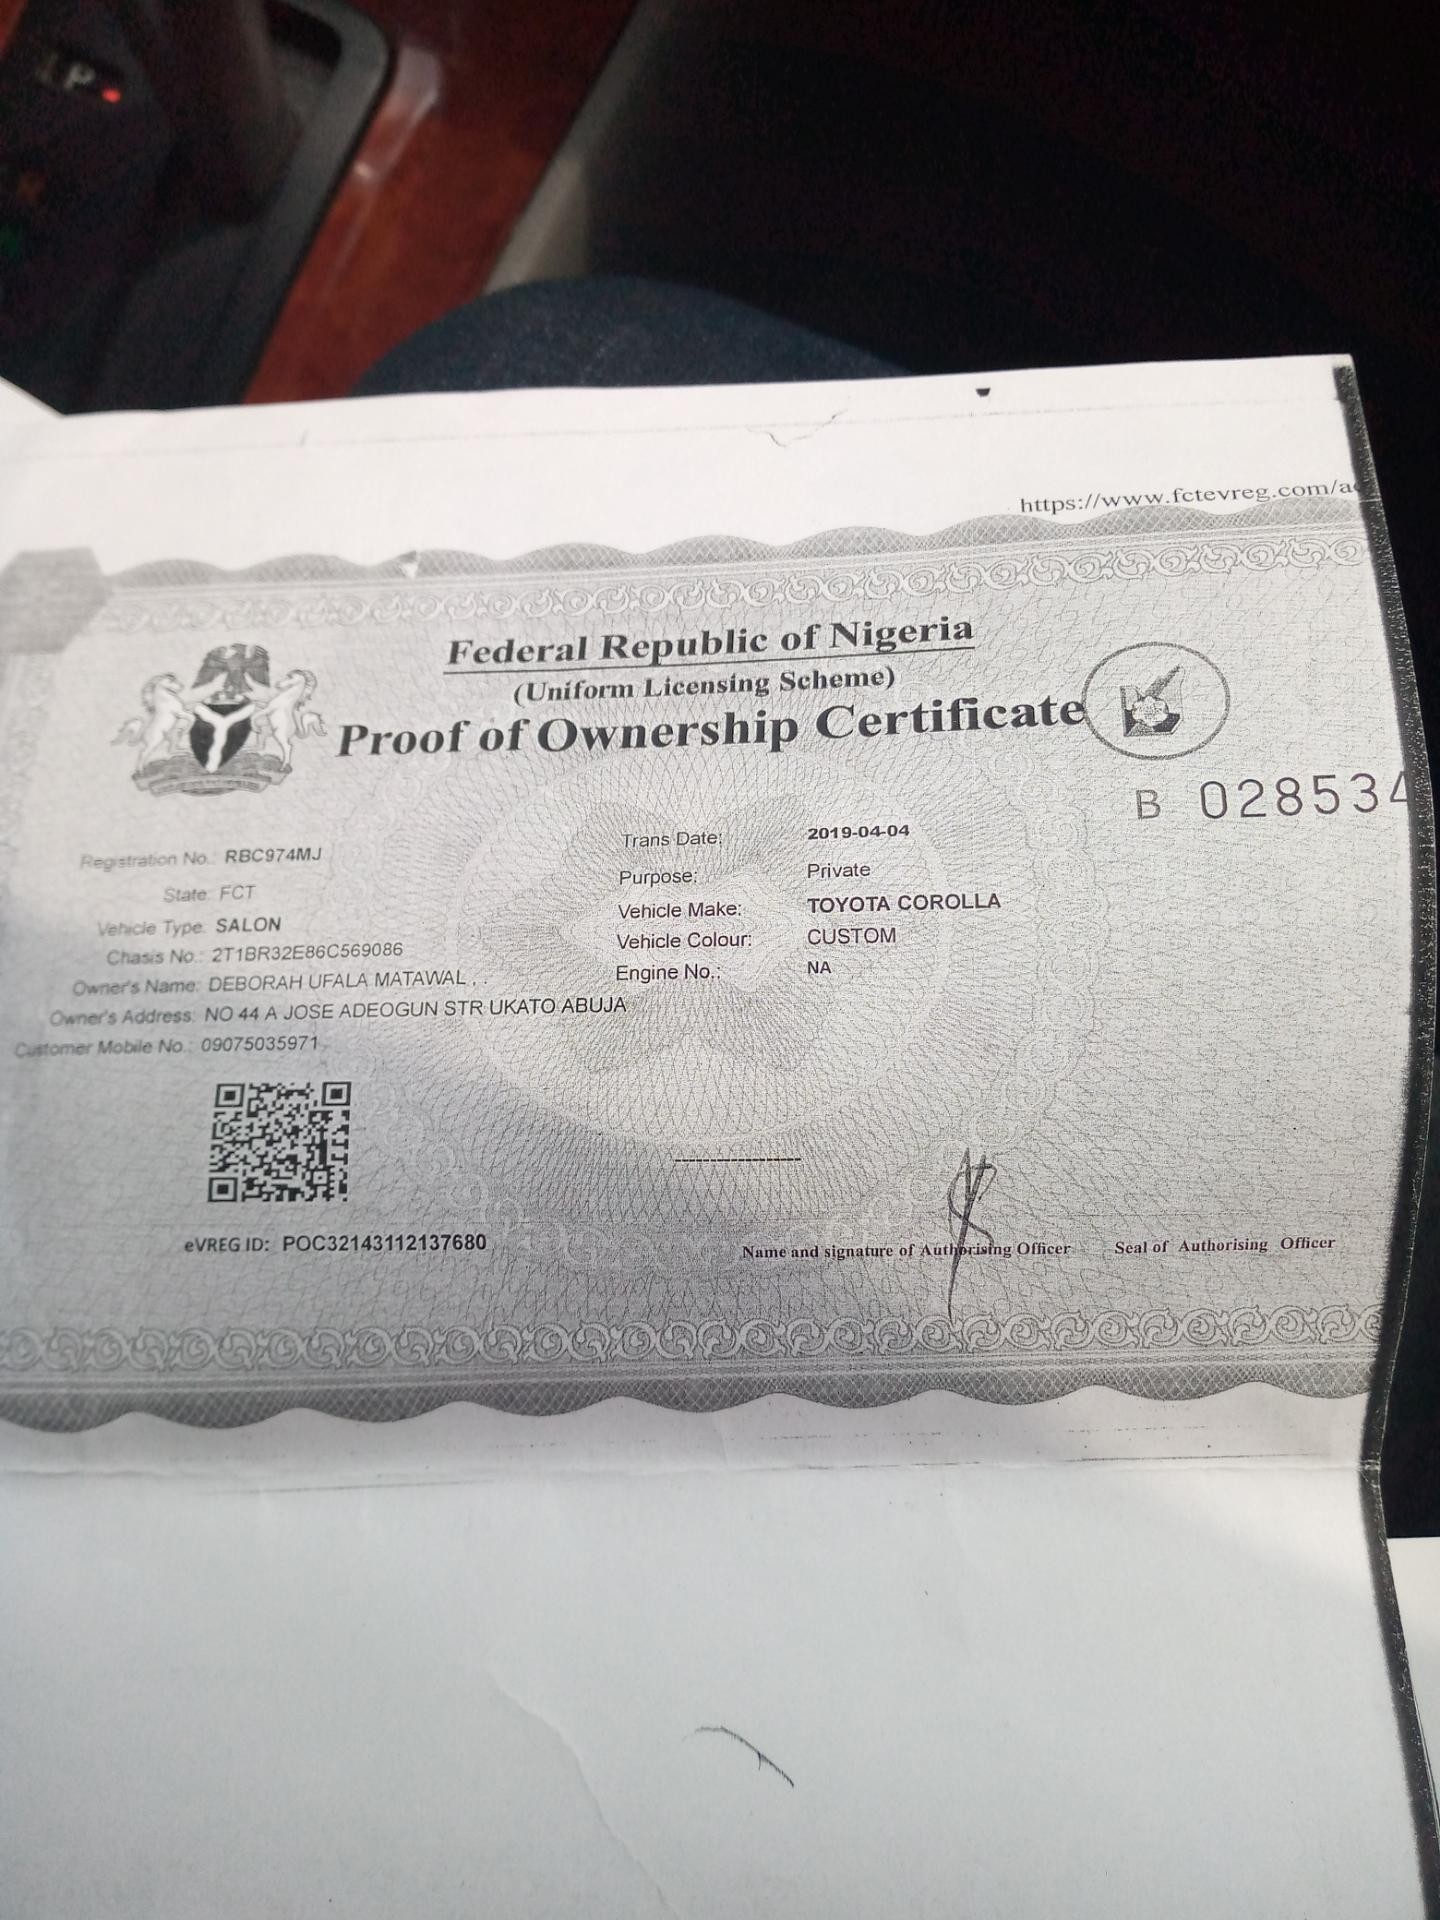 P
https://www.fctevreg.com/a
Federal Republic of Nigeria
(Uniform Licensing Scheme)
Proof of Ownership Certificate
B 028534
Registration No.: RBC974MJ
State: FCT
Vehicle Type: SALON
Chasis No.: 2T1BR32E86C569086
Owner's Name: DEBORAH UFALA MATAWAL , .
Owner's Address: NO 44 A JOSE ADEOGUN STR UKATO ABUJA
Customer Mobile No.: 09075035971
Trans Date: 2019-04-04
Purpose: Private
Vehicle Make: TOYOTA COROLLA
Vehicle Colour: CUSTOM
Engine No.: NA
eVREG ID: POC32143112137680
Name and signature of Authorising Officer
Seal of Authorising Officer